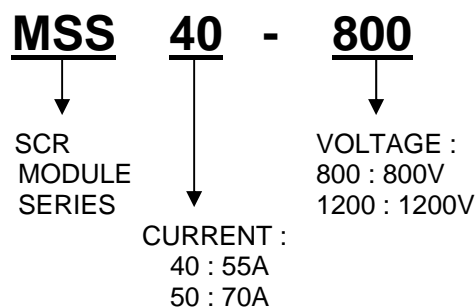 MSS 40 - 800
SCR
MODULE
SERIES
VOLTAGE :
800 : 800V
1200 : 1200V
CURRENT :
40 : 55A
50 : 70A